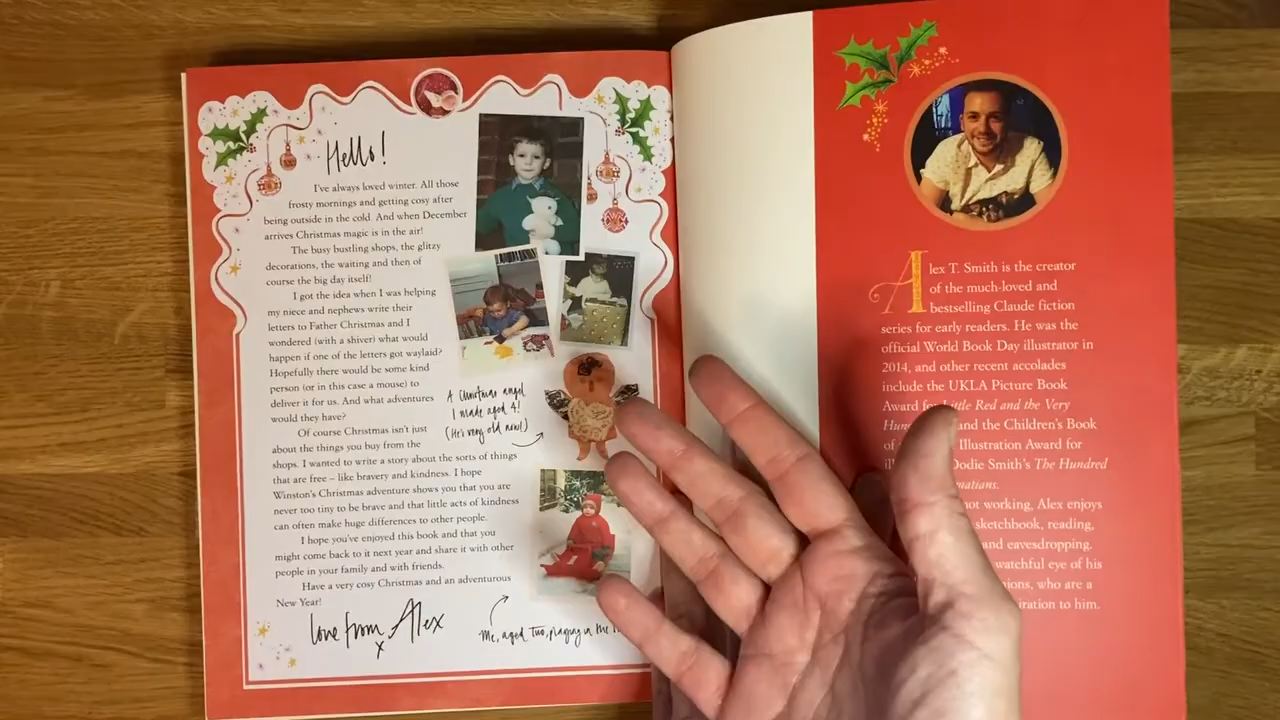 Hello!
I've always loved winter. All those
frosty mornings and getting cosy after
being outside in the cold. And when December
arrives Christmas magic is in the air!
The busy bustling shops, the glitzy
decorations, the waiting and then of
course the big day itself!
I got the idea when I was helping
my niece and nephews write their
letters to Father Christmas and I
wondered (with a shiver) what would
happen if one of the letters got waylaid?
Hopefully there would be some kind
person (or in this case a mouse) to
deliver it for us. And what adventures
would they have?
Of course Christmas isn't just
about the things you buy from the
shops. I wanted to write a story about the sorts of things
that are free – like bravery and kindness. I hope
Winston's Christmas adventure shows you that you are
never too tiny to be brave and that little acts of kindness
can often make huge differences to other people.
I hope you've enjoyed this book and that you
might come back to it next year and share it with other
people in your family and with friends.
Have a very cosy Christmas and an adventurous
New Year!
love from Alex
x
A Christmas angel
I made aged 4!
(He's very old now!)
Me, aged Two, playing in the
Alex T. Smith is the creator
of the much-loved and
bestselling Claude fiction
series for early readers. He was the
official World Book Day illustrator in
2014, and other recent accolades
include the UKLA Picture Book
Award for Little Red and the Very
and the Children's Book
of Illustration Award for
Dodie Smith's The Hundred
not working, Alex enjoys
sketchbook, reading,
and eavesdropping.
watchful eye of his
who are a
to him.